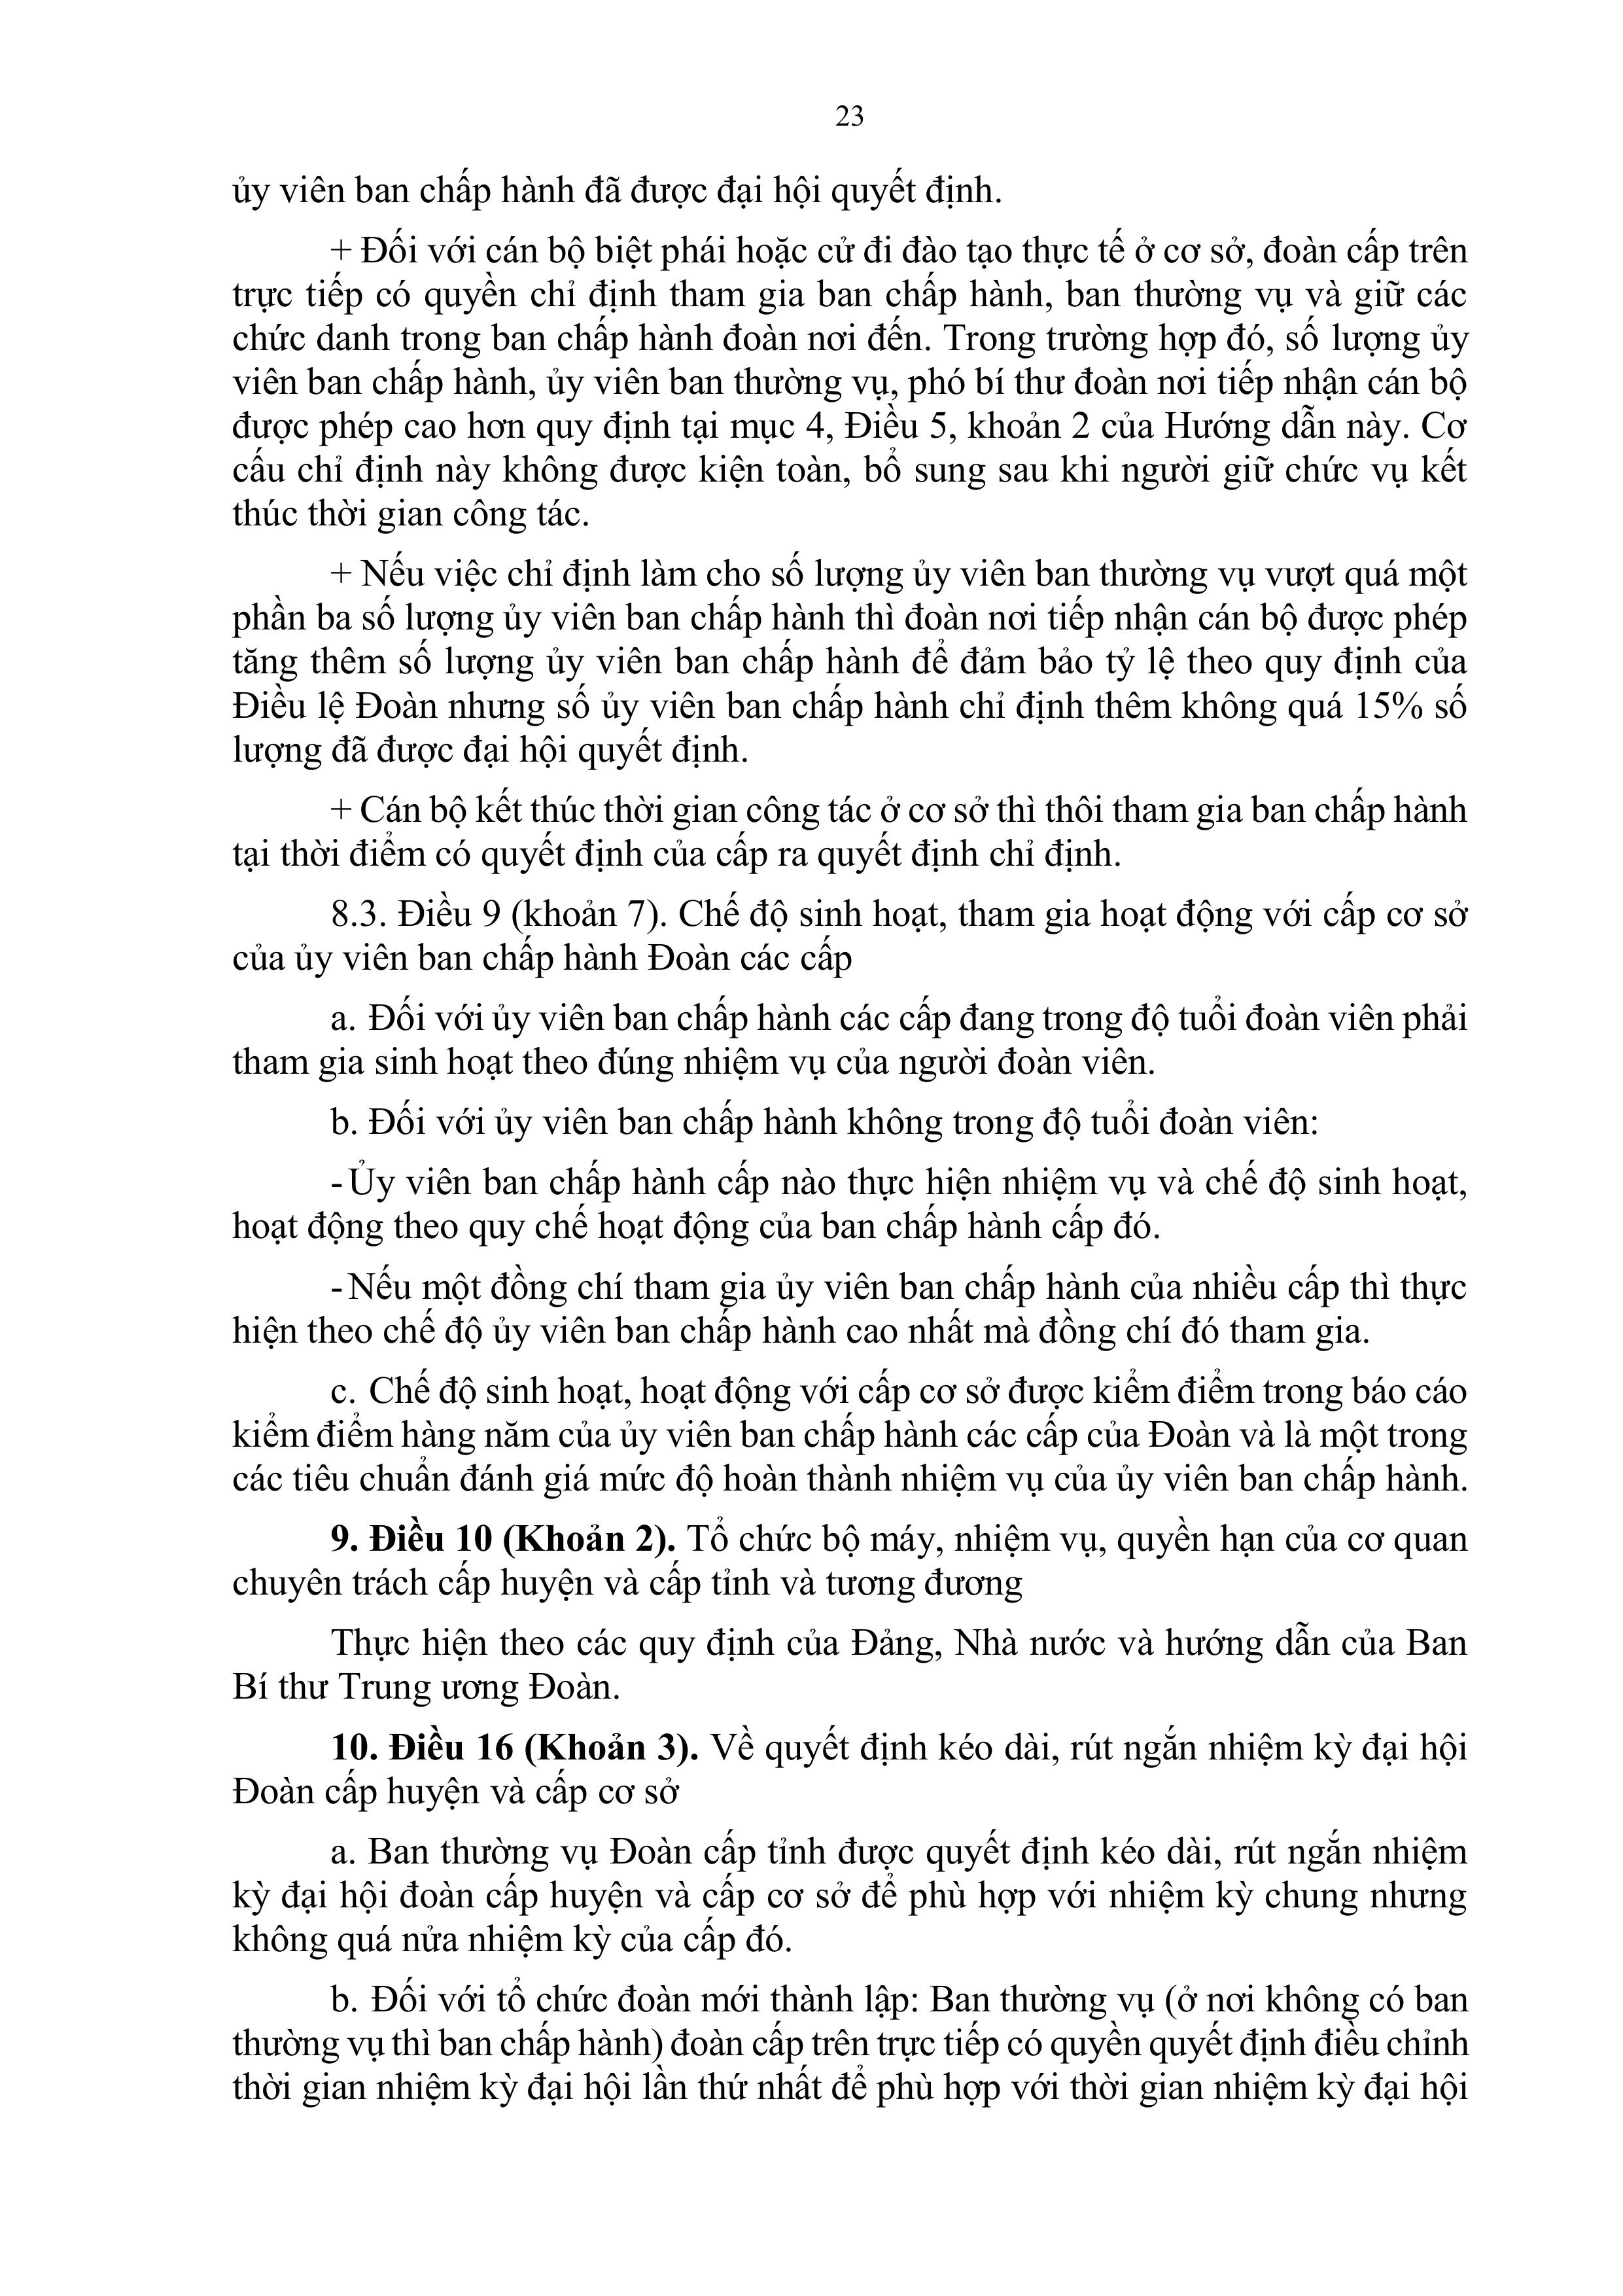 23
ủy viên ban chấp hành đã được đại hội quyết định.
+ Đối với cán bộ biệt phái hoặc cử đi đào tạo thực tế ở cơ sở, đoàn cấp trên
trực tiếp có quyền chỉ định tham gia ban chấp hành, ban thường vụ và giữ các
chức danh trong ban chấp hành đoàn nơi đến. Trong trường hợp đó, số lượng ủy
viên ban chấp hành, ủy viên ban thường vụ, phó bí thư đoàn nơi tiếp nhận cán bộ
được phép cao hơn quy định tại mục 4, Điều 5, khoản 2 của Hướng dẫn này. Cơ
cấu chỉ định này không được kiện toàn, bổ sung sau khi người giữ chức vụ kết
thúc thời gian công tác.
+ Nếu việc chỉ định làm cho số lượng ủy viên ban thường vụ vượt quá một
phần ba số lượng ủy viên ban chấp hành thì đoàn nơi tiếp nhận cán bộ được phép
tăng thêm số lượng ủy viên ban chấp hành để đảm bảo tỷ lệ theo quy định của
Điều lệ Đoàn nhưng số ủy viên ban chấp hành chỉ định thêm không quá 15% số
lượng đã được đại hội quyết định.
+ Cán bộ kết thúc thời gian công tác ở cơ sở thì thôi tham gia ban chấp hành
tại thời điểm có quyết định của cấp ra quyết định chỉ định.
8.3. Điều 9 (khoản 7). Chế độ sinh hoạt, tham gia hoạt động với cấp cơ sở
của ủy viên ban chấp hành Đoàn các cấp
a. Đối với ủy viên ban chấp hành các cấp đang trong độ tuổi đoàn viên phải
tham gia sinh hoạt theo đúng nhiệm vụ của người đoàn viên.
b. Đối với ủy viên ban chấp hành không trong độ tuổi đoàn viên:
- Ủy viên ban chấp hành cấp nào thực hiện nhiệm vụ và chế độ sinh hoạt,
hoạt động theo quy chế hoạt động của ban chấp hành cấp đó.
- Nếu một đồng chí tham gia ủy viên ban chấp hành của nhiều cấp thì thực
hiện theo chế độ ủy viên ban chấp hành cao nhất mà đồng chí đó tham gia.
c. Chế độ sinh hoạt, hoạt động với cấp cơ sở được kiểm điểm trong báo cáo
kiểm điểm hàng năm của ủy viên ban chấp hành các cấp của Đoàn và là một trong
các tiêu chuẩn đánh giá mức độ hoàn thành nhiệm vụ của ủy viên ban chấp hành.
9. Điều 10 (Khoản 2). Tổ chức bộ máy, nhiệm vụ, quyền hạn của cơ quan
chuyên trách cấp huyện và cấp tỉnh và tương đương
Thực hiện theo các quy định của Đảng, Nhà nước và hướng dẫn của Ban
Bí thư Trung ương Đoàn.
10. Điều 16 (Khoản 3). Về quyết định kéo dài, rút ngắn nhiệm kỳ đại hội
Đoàn cấp huyện và cấp cơ sở
a. Ban thường vụ Đoàn cấp tỉnh được quyết định kéo dài, rút ngắn nhiệm
kỳ đại hội đoàn cấp huyện và cấp cơ sở để phù hợp với nhiệm kỳ chung nhưng
không quá nửa nhiệm kỳ của cấp đó.
b. Đối với tổ chức đoàn mới thành lập: Ban thường vụ (ở nơi không có ban
thường vụ thì ban chấp hành) đoàn cấp trên trực tiếp có quyền quyết định điều chỉnh
thời gian nhiệm kỳ đại hội lần thứ nhất để phù hợp với thời gian nhiệm kỳ đại hội